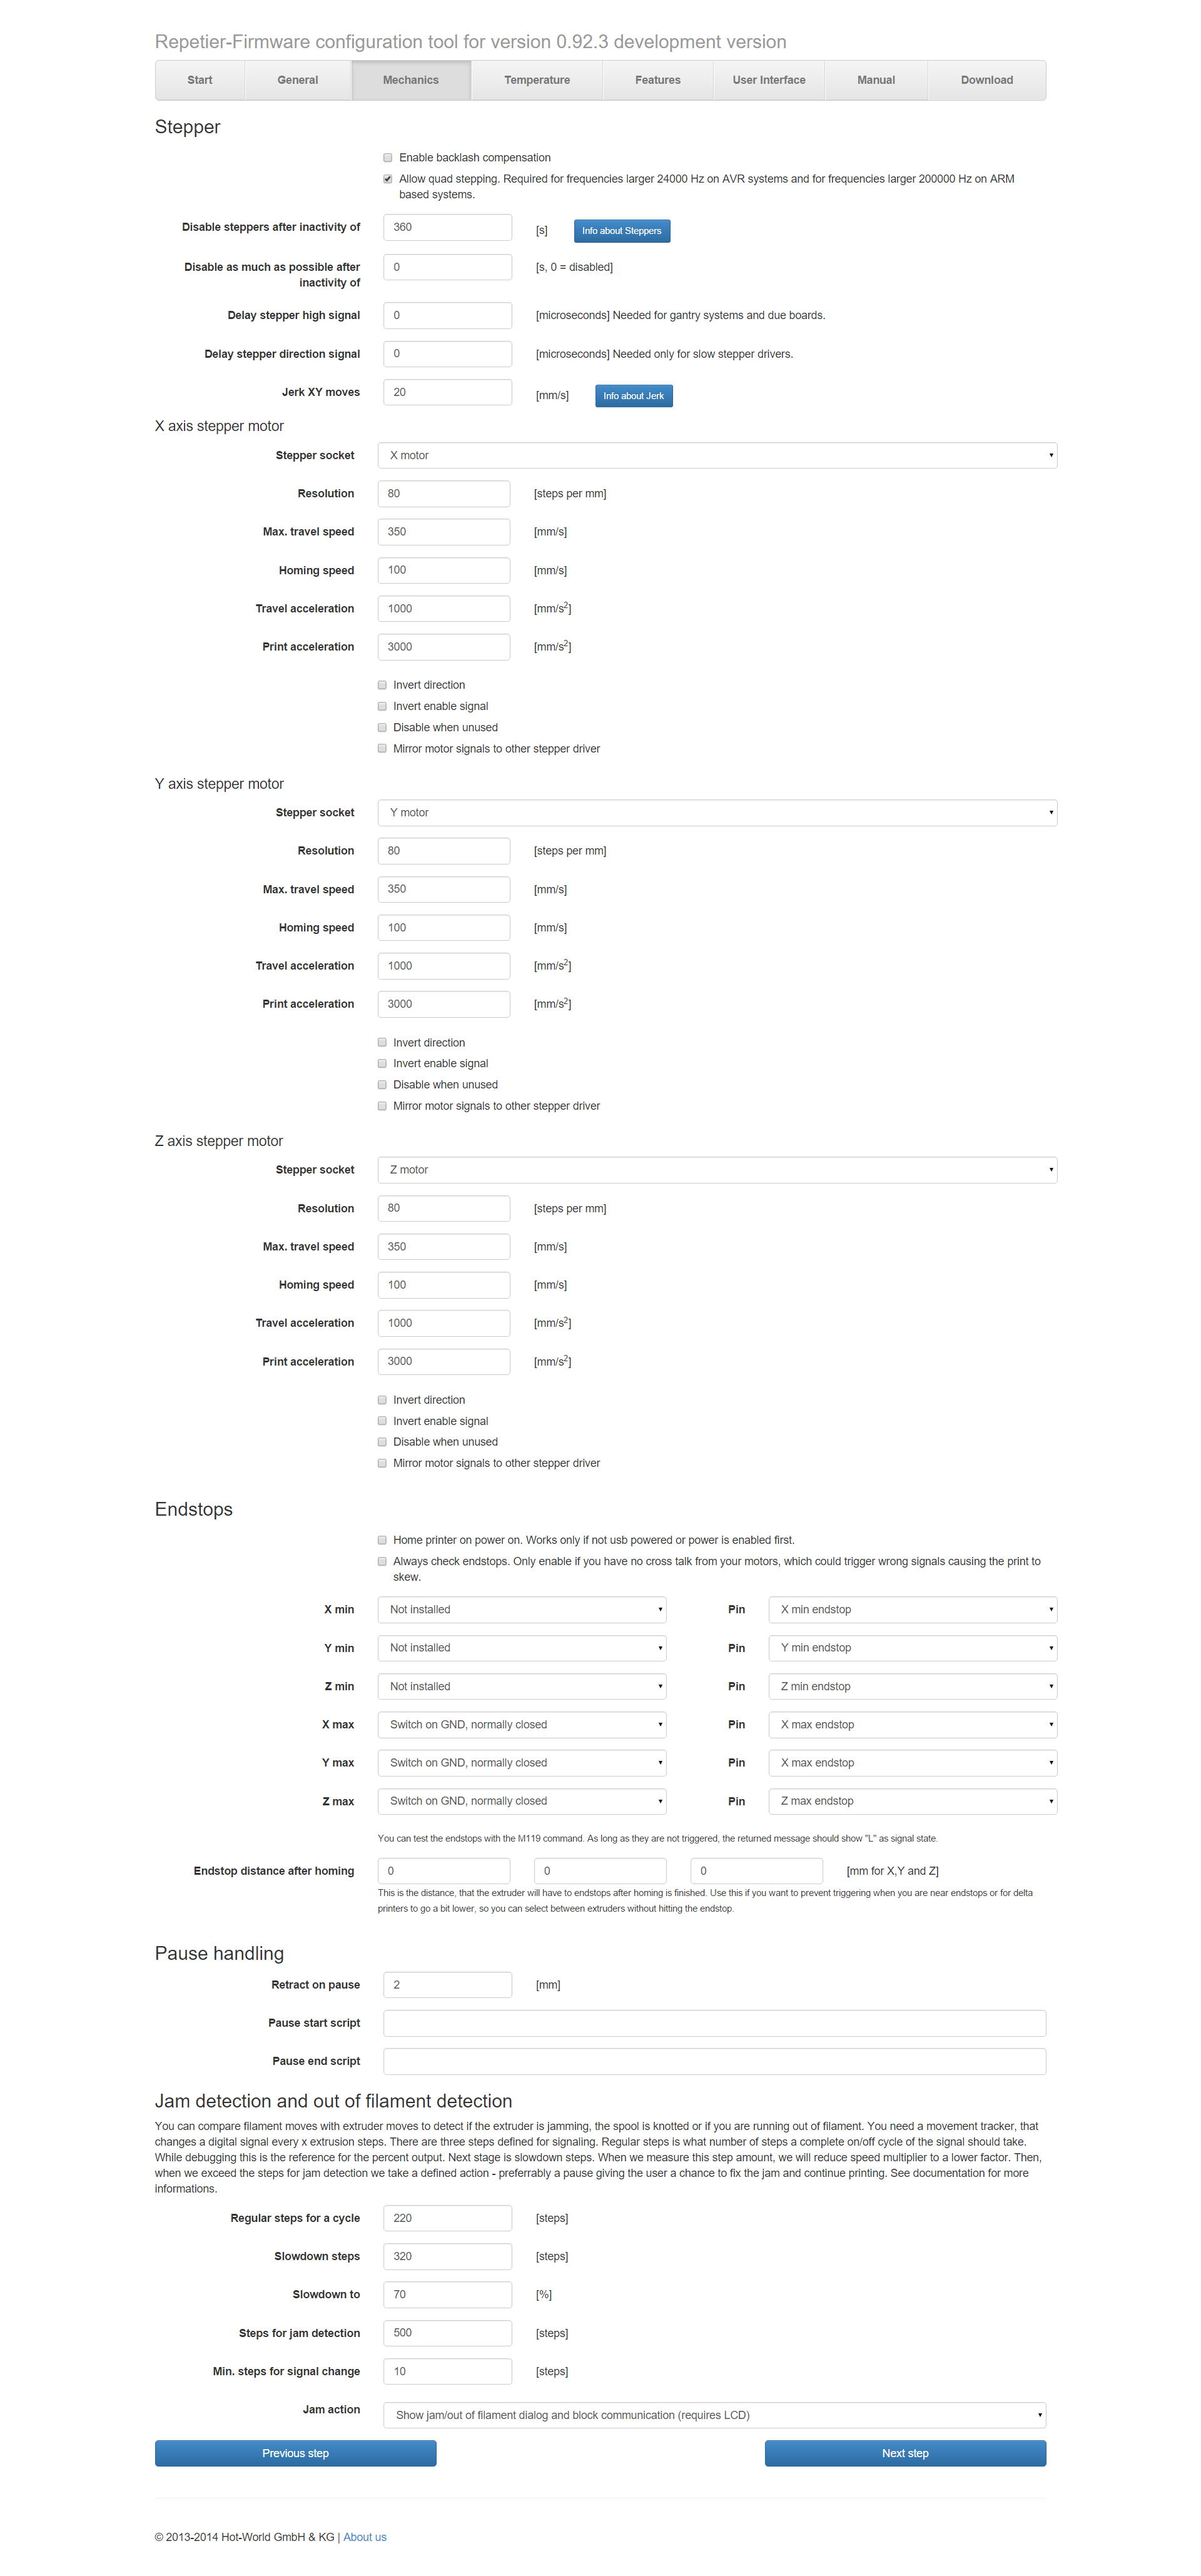 Repetier-Firmware configuration tool for version 0.92.3 development version
Start General Mechanics Temperature Features User Interface Manual Download
Stepper
Enable backlash compensation
Allow quad stepping. Required for frequencies larger 24000 Hz on AVR systems and for frequencies larger 200000 Hz on ARM
based systems.
Disable steppers after inactivity of 360 [s] Info about Steppers
Disable as much as possible after
inactivity of 0 [s, 0 = disabled]
Delay stepper high signal 0 [microseconds] Needed for gantry systems and due boards.
Delay stepper direction signal 0 [microseconds] Needed only for slow stepper drivers.
Jerk XY moves 20 [mm/s] Info about Jerk
X axis stepper motor
Stepper socket X motor
Resolution 80 [steps per mm]
Max. travel speed 350 [mm/s]
Homing speed 100 [mm/s]
Travel acceleration 1000 [mm/s²]
Print acceleration 3000 [mm/s²]
Invert direction
Invert enable signal
Disable when unused
Mirror motor signals to other stepper driver
Y axis stepper motor
Stepper socket Y motor
Resolution 80 [steps per mm]
Max. travel speed 350 [mm/s]
Homing speed 100 [mm/s]
Travel acceleration 1000 [mm/s²]
Print acceleration 3000 [mm/s²]
Invert direction
Invert enable signal
Disable when unused
Mirror motor signals to other stepper driver
Z axis stepper motor
Stepper socket Z motor
Resolution 80 [steps per mm]
Max. travel speed 350 [mm/s]
Homing speed 100 [mm/s]
Travel acceleration 1000 [mm/s²]
Print acceleration 3000 [mm/s²]
Invert direction
Invert enable signal
Disable when unused
Mirror motor signals to other stepper driver
Endstops
Home printer on power on. Works only if not usb powered or power is enabled first.
Always check endstops. Only enable if you have no cross talk from your motors, which could trigger wrong signals causing the print to
skew.
X min Not installed Pin X min endstop
Y min Not installed Pin Y min endstop
Z min Not installed Pin Z min endstop
X max Switch on GND, normally closed Pin X max endstop
Y max Switch on GND, normally closed Pin X max endstop
Z max Switch on GND, normally closed Pin Z max endstop
You can test the endstops with the M119 command. As long as they are not triggered, the returned message should show "L" as signal state.
Endstop distance after homing 0 0 0 [mm for X,Y and Z]
This is the distance, that the extruder will have to endstops after homing is finished. Use this if you want to prevent triggering when you are near endstops or for delta
printers to go a bit lower, so you can select between extruders without hitting the endstop.
Pause handling
Retract on pause 2 [mm]
Pause start script
Pause end script
Jam detection and out of filament detection
You can compare filament moves with extruder moves to detect if the extruder is jamming, the spool is knotted or if you are running out of filament. You need a movement tracker, that
changes a digital signal every x extrusion steps. There are three steps defined for signaling. Regular steps is what number of steps a complete on/off cycle of the signal should take.
While debugging this is the reference for the percent output. Next stage is slowdown steps. When we measure this step amount, we will reduce speed multiplier to a lower factor. Then,
when we exceed the steps for jam detection we take a defined action - preferrably a pause giving the user a chance to fix the jam and continue printing. See documentation for more
informations.
Regular steps for a cycle 220 [steps]
Slowdown steps 320 [steps]
Slowdown to 70 [%]
Steps for jam detection 500 [steps]
Min. steps for signal change 10 [steps]
Jam action Show jam/out of filament dialog and block communication (requires LCD)
Previous step Next step
© 2013-2014 Hot-World GmbH & KG | About us